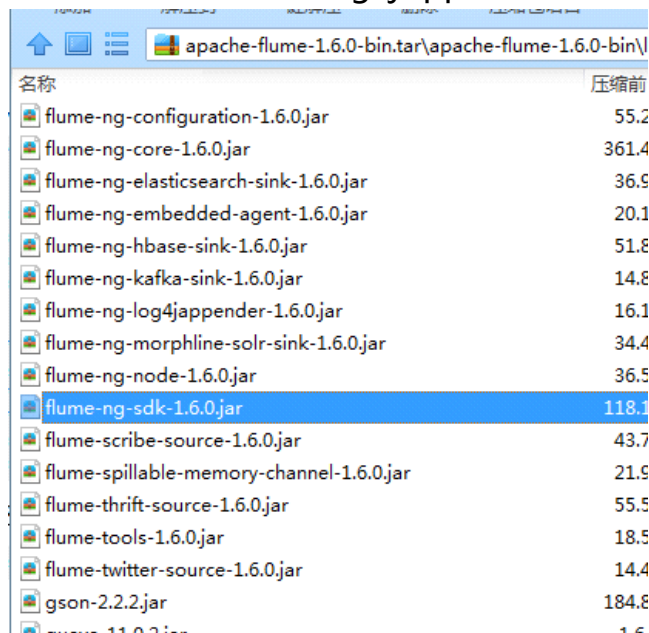 apache-flume-1.6.0-bin.tar\apache-flume-1.6.0-bin\l
名称 压缩前
flume-ng-configuration-1.6.0.jar 55.2
flume-ng-core-1.6.0.jar 361.4
flume-ng-elasticsearch-sink-1.6.0.jar 36.9
flume-ng-embedded-agent-1.6.0.jar 20.1
flume-ng-hbase-sink-1.6.0.jar 51.8
flume-ng-kafka-sink-1.6.0.jar 14.8
flume-ng-log4jappender-1.6.0.jar 16.1
flume-ng-morphline-solr-sink-1.6.0.jar 34.4
flume-ng-node-1.6.0.jar 36.5
flume-ng-sdk-1.6.0.jar 118.1
flume-scribe-source-1.6.0.jar 43.7
flume-spillable-memory-channel-1.6.0.jar 21.9
flume-thrift-source-1.6.0.jar 55.5
flume-tools-1.6.0.jar 18.5
flume-twitter-source-1.6.0.jar 14.4
gson-2.2.2.jar 184.8